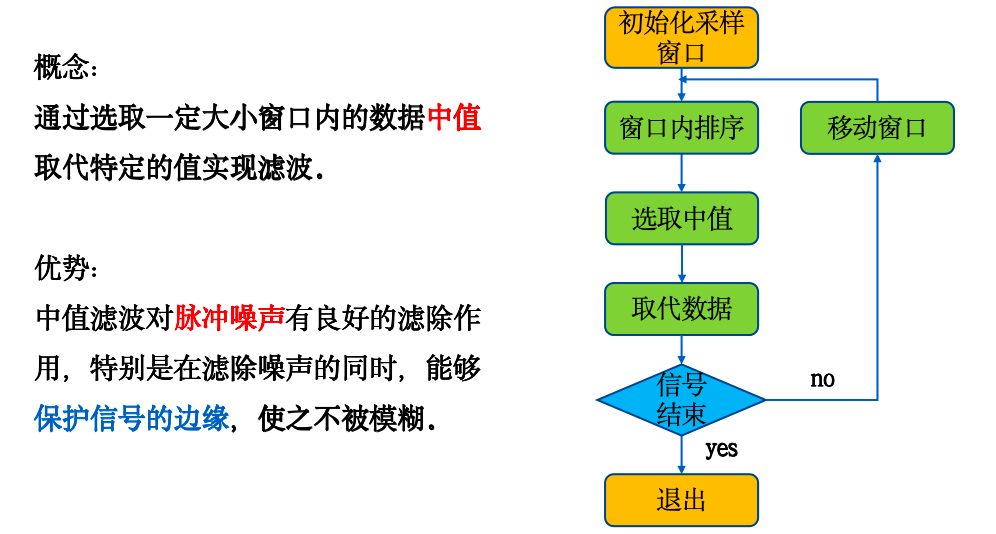 概念：
通过选取一定大小窗口内的数据中值
取代特定的值实现滤波．
优势：
中值滤波对脉冲噪声有良好的滤除作
用，特别是在滤除噪声的同时，能够
保护信号的边缘，使之不被模糊．
初始化采样
窗口
窗口内排序
移动窗口
选取中值
取代数据
信号
结束
no
yes
退出